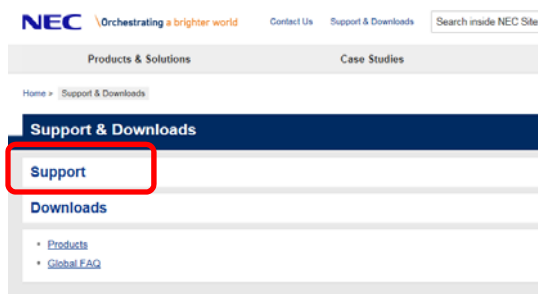 NEC \Orchestrating a brighter world Contact Us Support & Downloads Search inside NEC Site
Products & Solutions Case Studies
Home > Support & Downloads
Support & Downloads
Support
Downloads
Products
Global FAQ